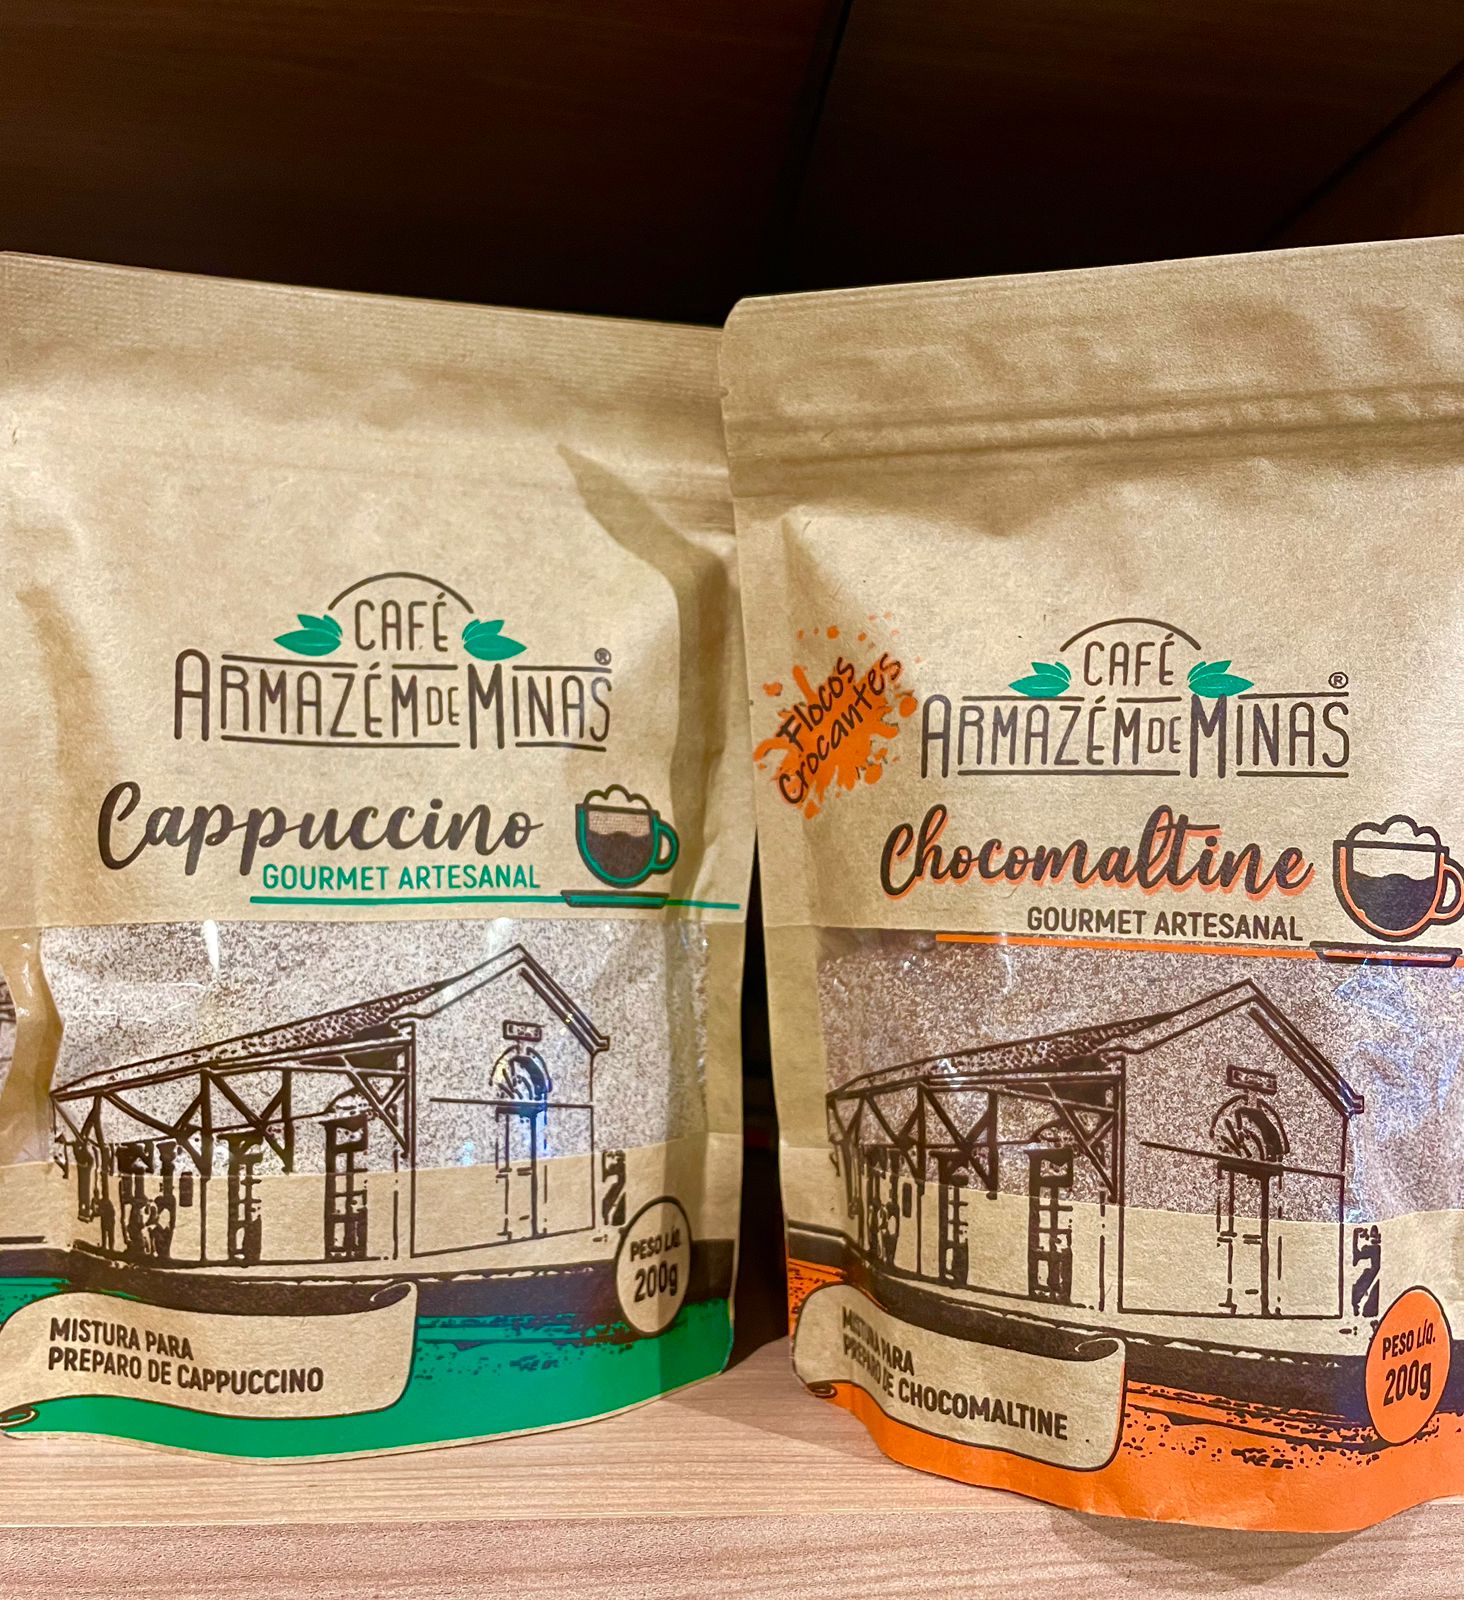 CAFÉ
ARMAZÉM DE MINAS®
Cappuccino
GOURMET ARTESANAL
PESO LÍQ.
200g
MISTURA PARA
PREPARO DE CAPPUCCINO
Flocos
Crocantes
CAFÉ
ARMAZÉM DE MINAS®
Chocomaltine
GOURMET ARTESANAL
PESO LÍQ.
200g
MISTURA PARA
PREPARO DE CHOCOMALTINE